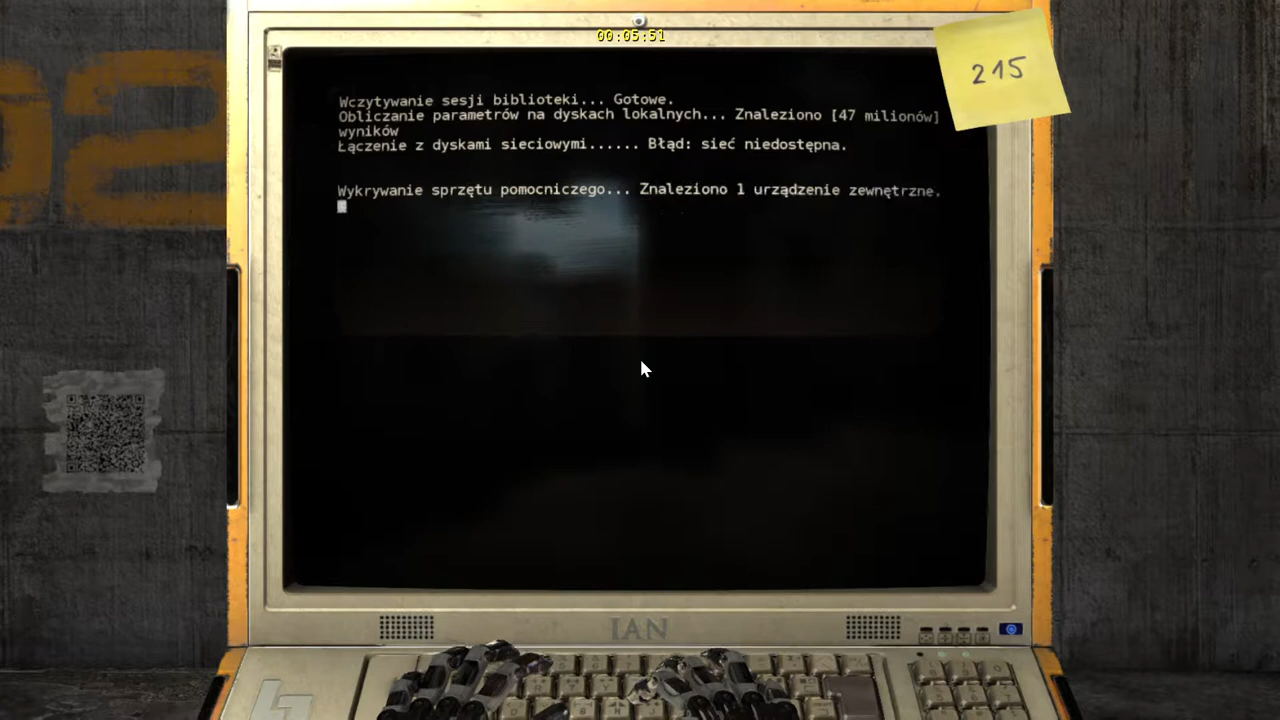 00:05:51
215
02
Wczytywanie sesji biblioteki... Gotowe.
Obliczanie parametrów na dyskach lokalnych... Znaleziono [47 milionów]
wyników
Łączenie z dyskami sieciowymi...... Błąd: sieć niedostępna.
Wykrywanie sprzętu pomocniczego... Znaleziono 1 urządzenie zewnętrzne.
IAN